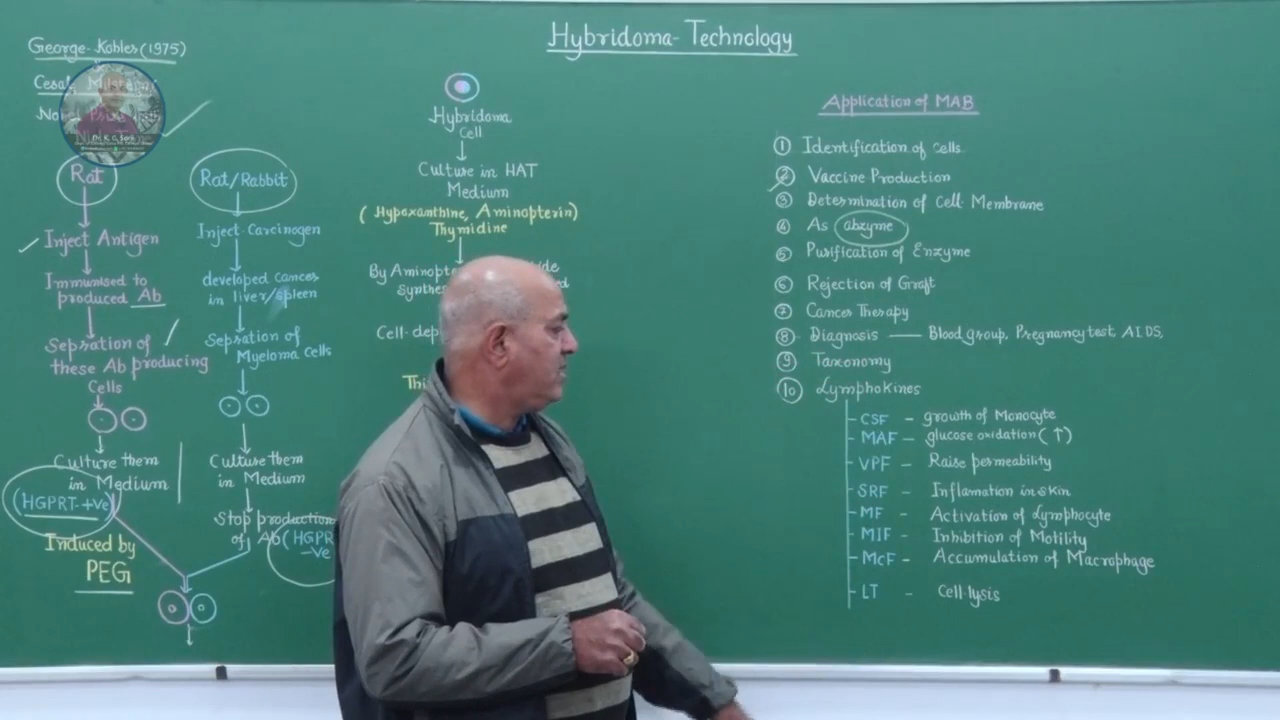 Hybridoma-Technology
George-Kohler (1975)
Rat
Inject Antigen
Immunised to
produced Ab
Sepsration of
these Ab producing
Cells
Culture them
in Medium
HGPRT-+Ve
Induced by
PEG
Rat/Rabbit
Inject Carcinogen
developed cancer
in liver/spleen
Sepsration of
Myeloma Cells
Culture them
in Medium
Stop production
of Ab (HGPR
-Ve
Hybridoma
Cell
Culture in HAT
Medium
(Hypoxanthine, Aminopterin)
Thymidine
By
Application of MAB
① Identification of Cells
② Vaccine Production
③ Determination of Cell Membrane
④ As abzyme
⑤ Purification of Enzyme
⑥ Rejection of Graft
⑦ Cancer Therapy
⑧ Diagnosis — Blood group, Pregnancy test, AIDS,
⑨ Taxonomy
⑩ Lymphokines
CSF - growth of Monocyte
MAF - glucose oxidation (↑)
VPF - Raise permeability
SRF - Inflamation in skin
MF - Activation of Lymphocyte
MIF - Inhibition of Motility
McF - Accumulation of Macrophage
LT - Cell-lysis